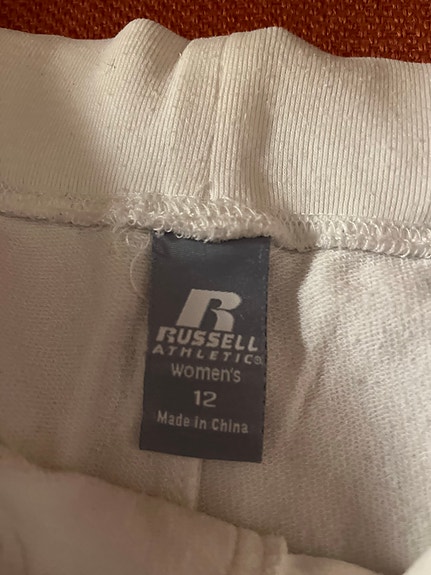 R
RUSSELL
ATHLETIC®
women's
12
Made in China